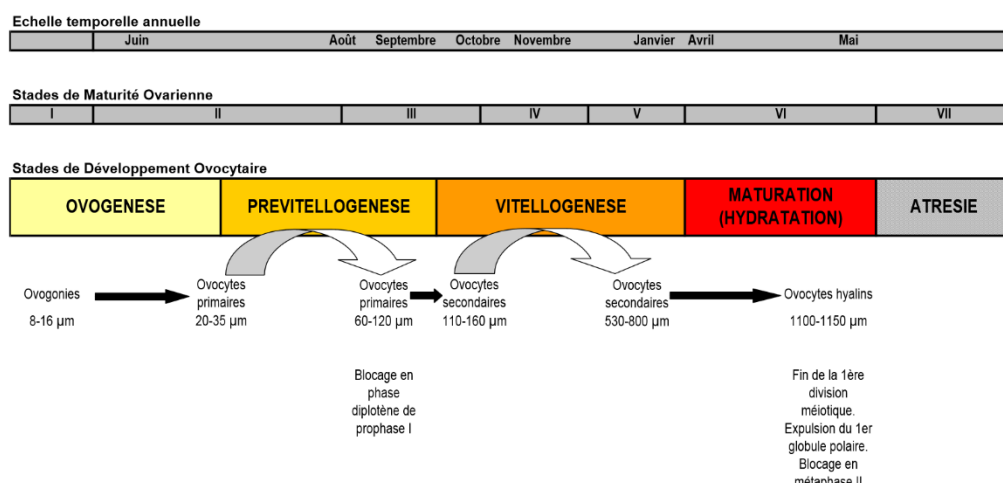 Echelle temporelle annuelle
Juin Août Septembre Octobre Novembre Janvier Avril Mai
Stades de Maturité Ovarienne
I II III IV V VI VII
Stades de Développement Ovocytaire
OVOGENESE PREVITELLOGENESE VITELLOGENESE MATURATION (HYDRATATION) ATRESIE
Ovogonies
8-16 µm
Ovocytes
primaires
20-35 µm
Ovocytes
primaires
60-120 µm
Ovocytes
secondaires
110-160 µm
Ovocytes
secondaires
530-800 µm
Ovocytes hyalins
1100-1150 µm
Blocage en
phase
diplotène de
prophase I
Fin de la 1ère
division
méiotique.
Expulsion du 1er
globule polaire.
Blocage en
métaphase II